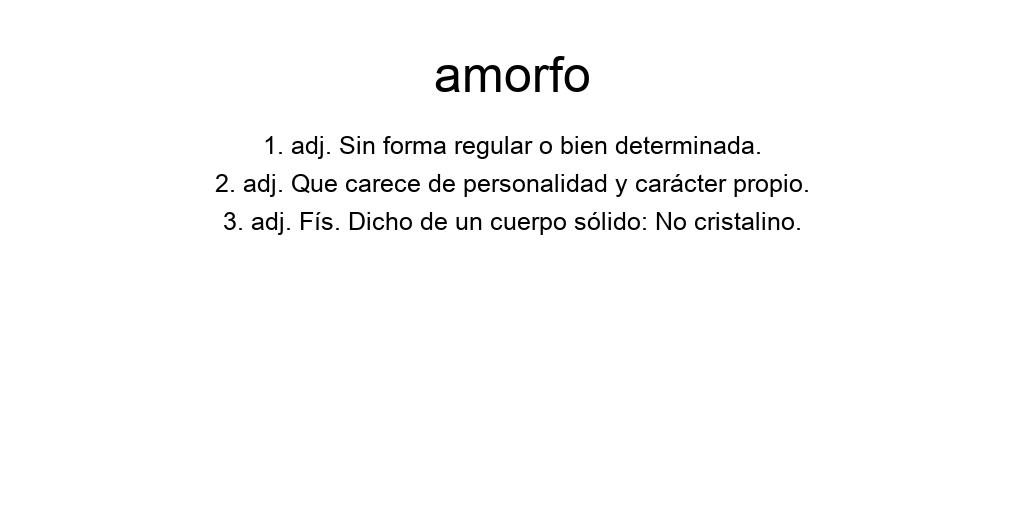 amorfo
1. adj. Sin forma regular o bien determinada.
2. adj. Que carece de personalidad y carácter propio.
3. adj. Fís. Dicho de un cuerpo sólido: No cristalino.